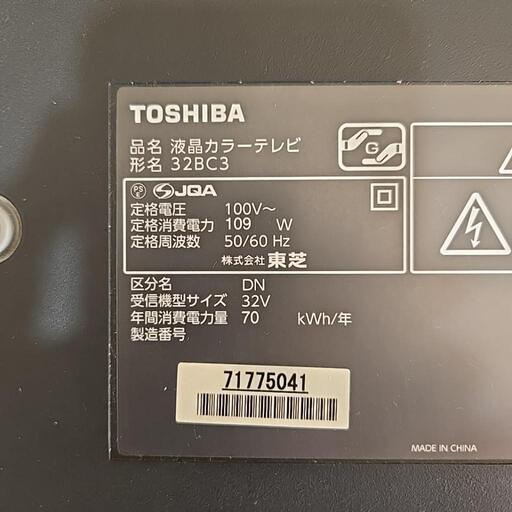 TOSHIBA
品名 液晶カラーテレビ
形名 32BC3
G
PS E JQA
定格電圧 100V～
定格消費電力 109 W
定格周波数 50/60 Hz
株式会社 東芝
区分名 DN
受信機型サイズ 32V
年間消費電力量 70 kWh/年
製造番号
71775041
MADE IN CHINA